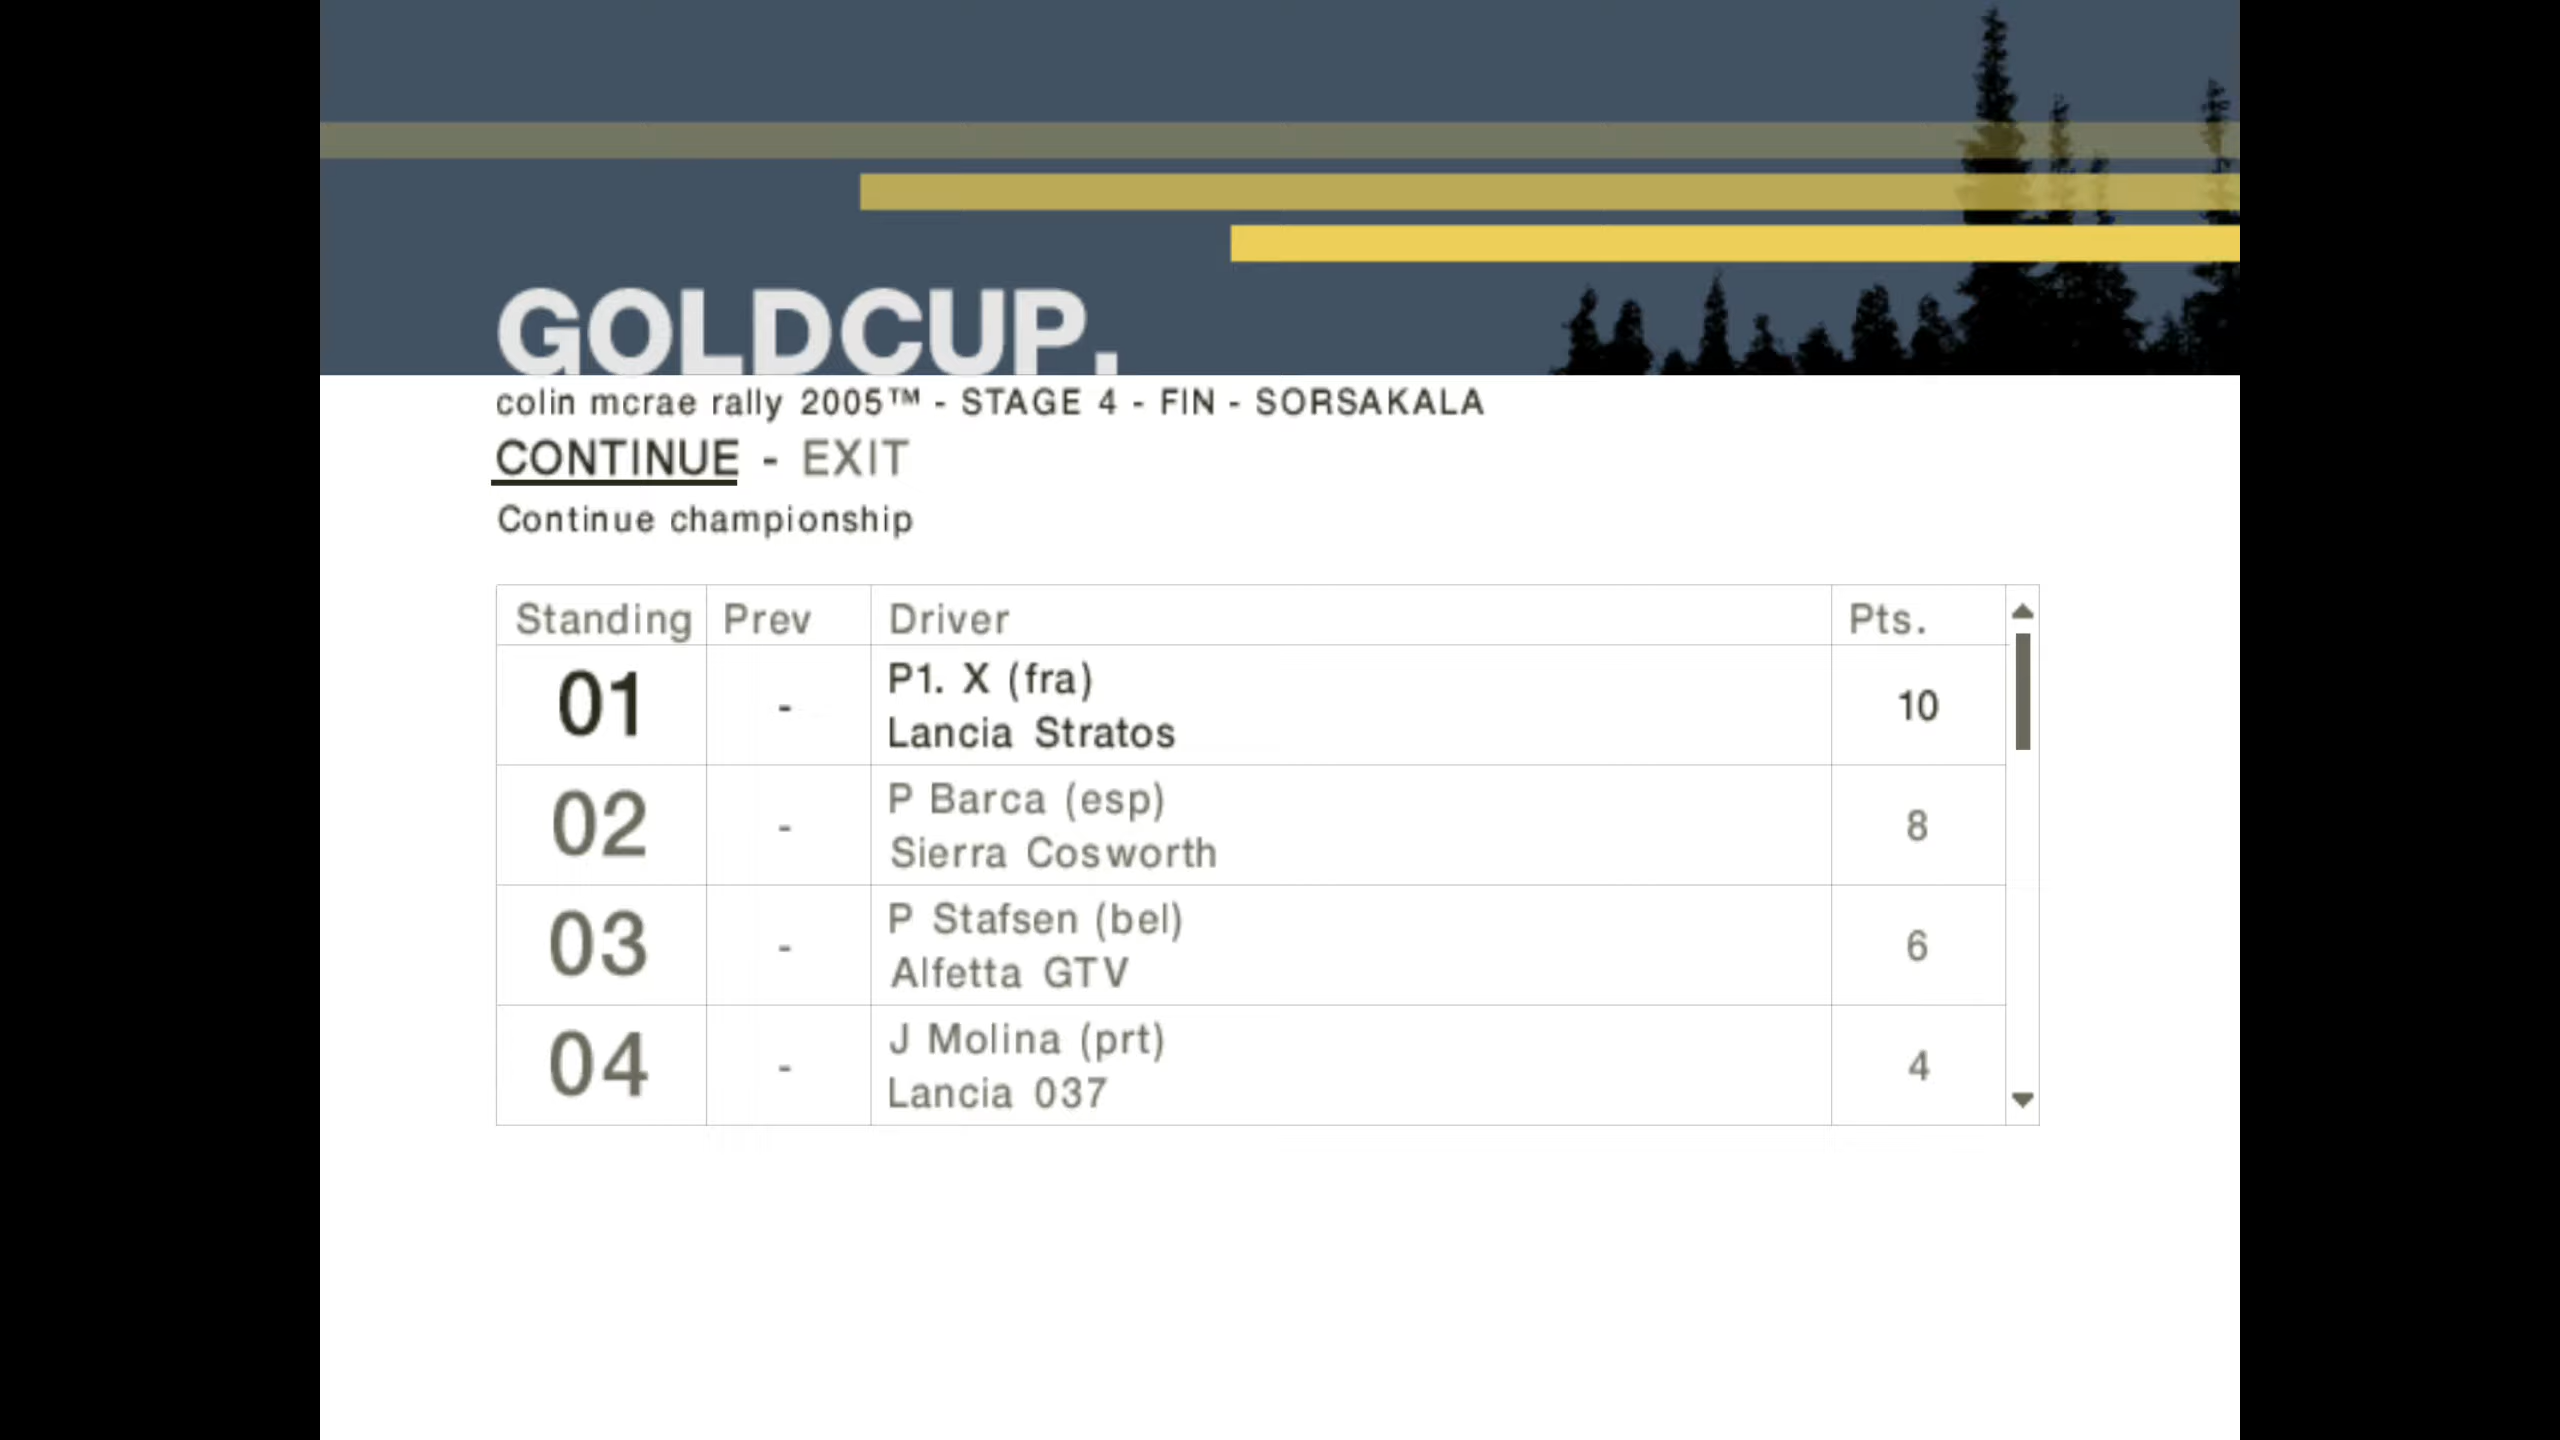 GOLDCUP.
colin mcrae rally 2005™ - STAGE 4 - FIN - SORSAKALA
CONTINUE - EXIT
Continue championship
Standing Prev Driver Pts.
01 - P1. X (fra) 10
Lancia Stratos
02 - P Barca (esp) 8
Sierra Cosworth
03 - P Stafsen (bel) 6
Alfetta GTV
04 - J Molina (prt) 4
Lancia 037